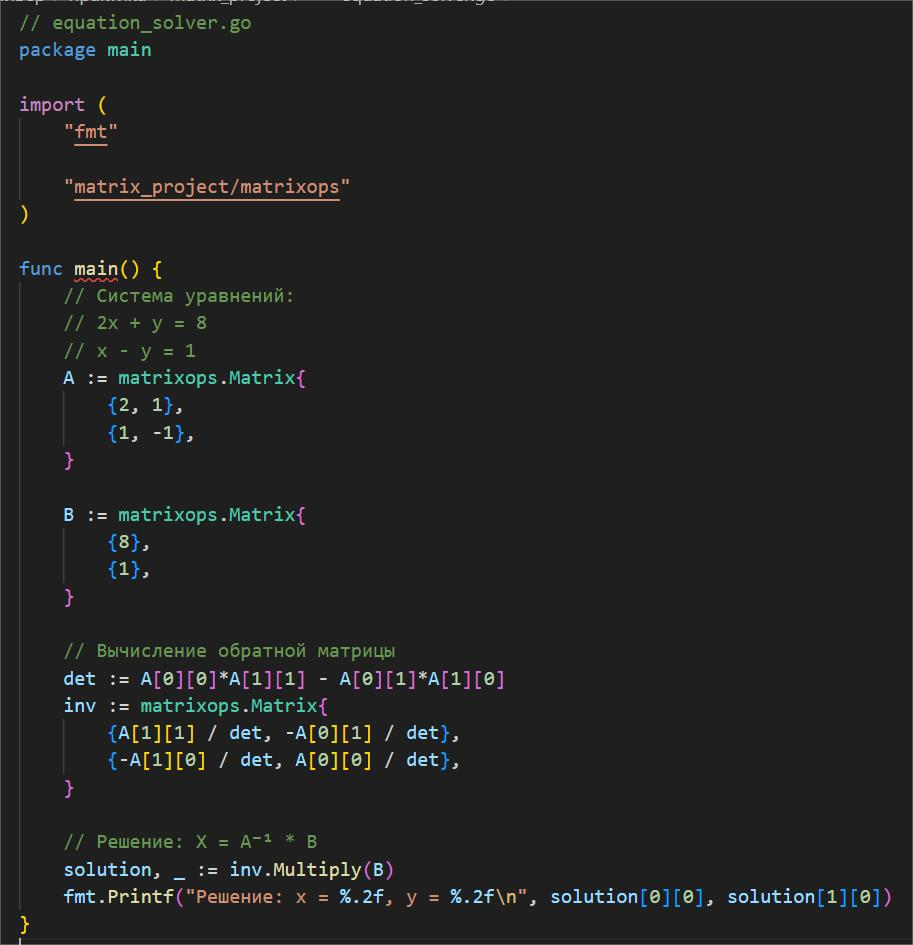 // equation_solver.go
package main
import (
"fmt"
"matrix_project/matrixops"
)
func main() {
// Система уравнений:
// 2x + y = 8
// x - y = 1
A := matrixops.Matrix{
{2, 1},
{1, -1},
}
B := matrixops.Matrix{
{8},
{1},
}
// Вычисление обратной матрицы
det := A[0][0]*A[1][1] - A[0][1]*A[1][0]
inv := matrixops.Matrix{
{A[1][1] / det, -A[0][1] / det},
{-A[1][0] / det, A[0][0] / det},
}
// Решение: X = A⁻¹ * B
solution, _ := inv.Multiply(B)
fmt.Printf("Решение: x = %.2f, y = %.2f\n", solution[0][0], solution[1][0])
}